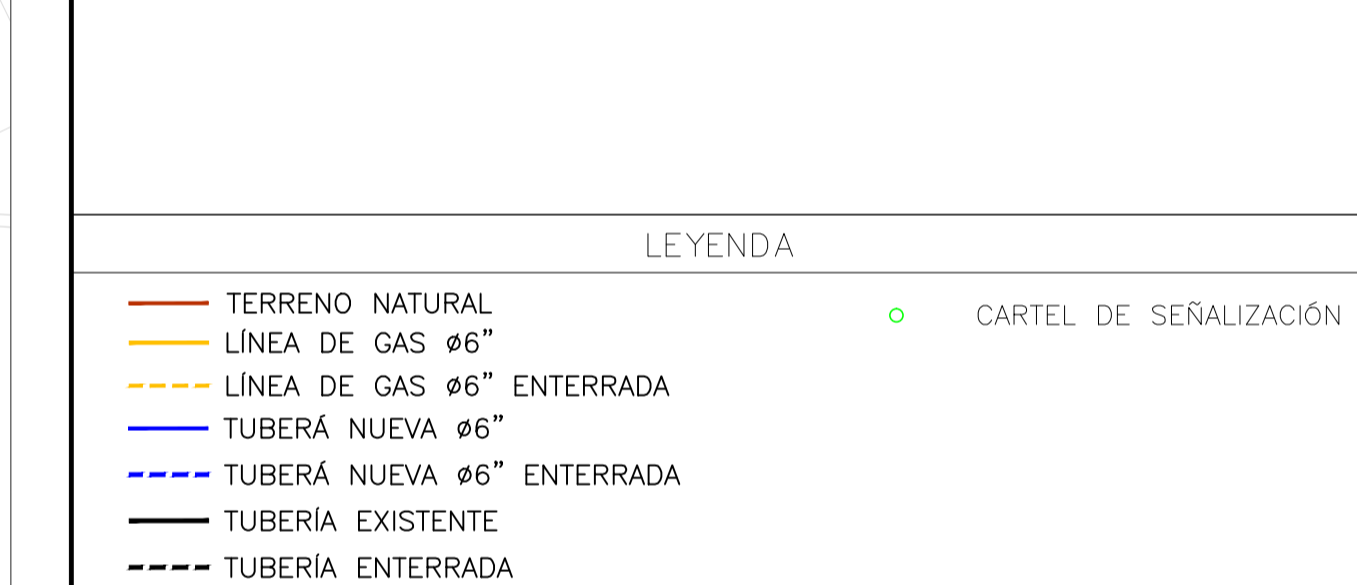 LEYENDA
TERRENO NATURAL
CARTEL DE SEÑALIZACIÓN
LÍNEA DE GAS ø6”
LÍNEA DE GAS ø6” ENTERRADA
TUBERÁ NUEVA ø6”
TUBERÁ NUEVA ø6” ENTERRADA
TUBERÍA EXISTENTE
TUBERÍA ENTERRADA